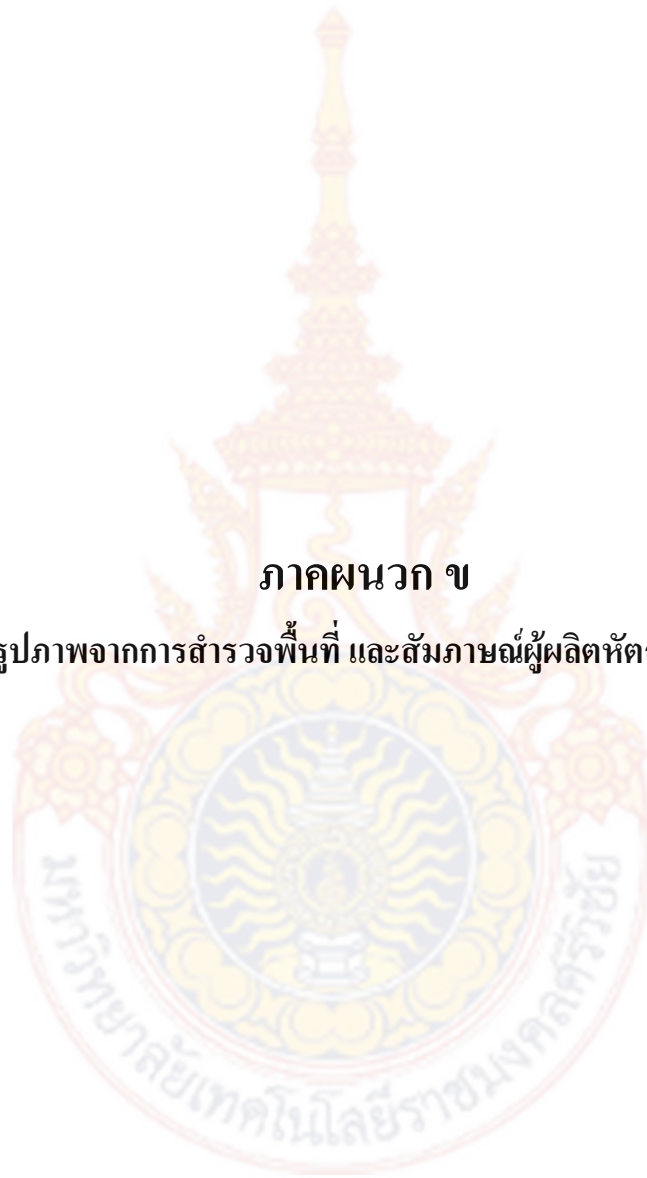 ภาคผนวก ข
รูปภาพจากการสำรวจพื้นที่ และสัมภาษณ์ผู้ผลิต
มหาวิทยาลัยเทคโนโลยีราชมงคลศรีวิชัย